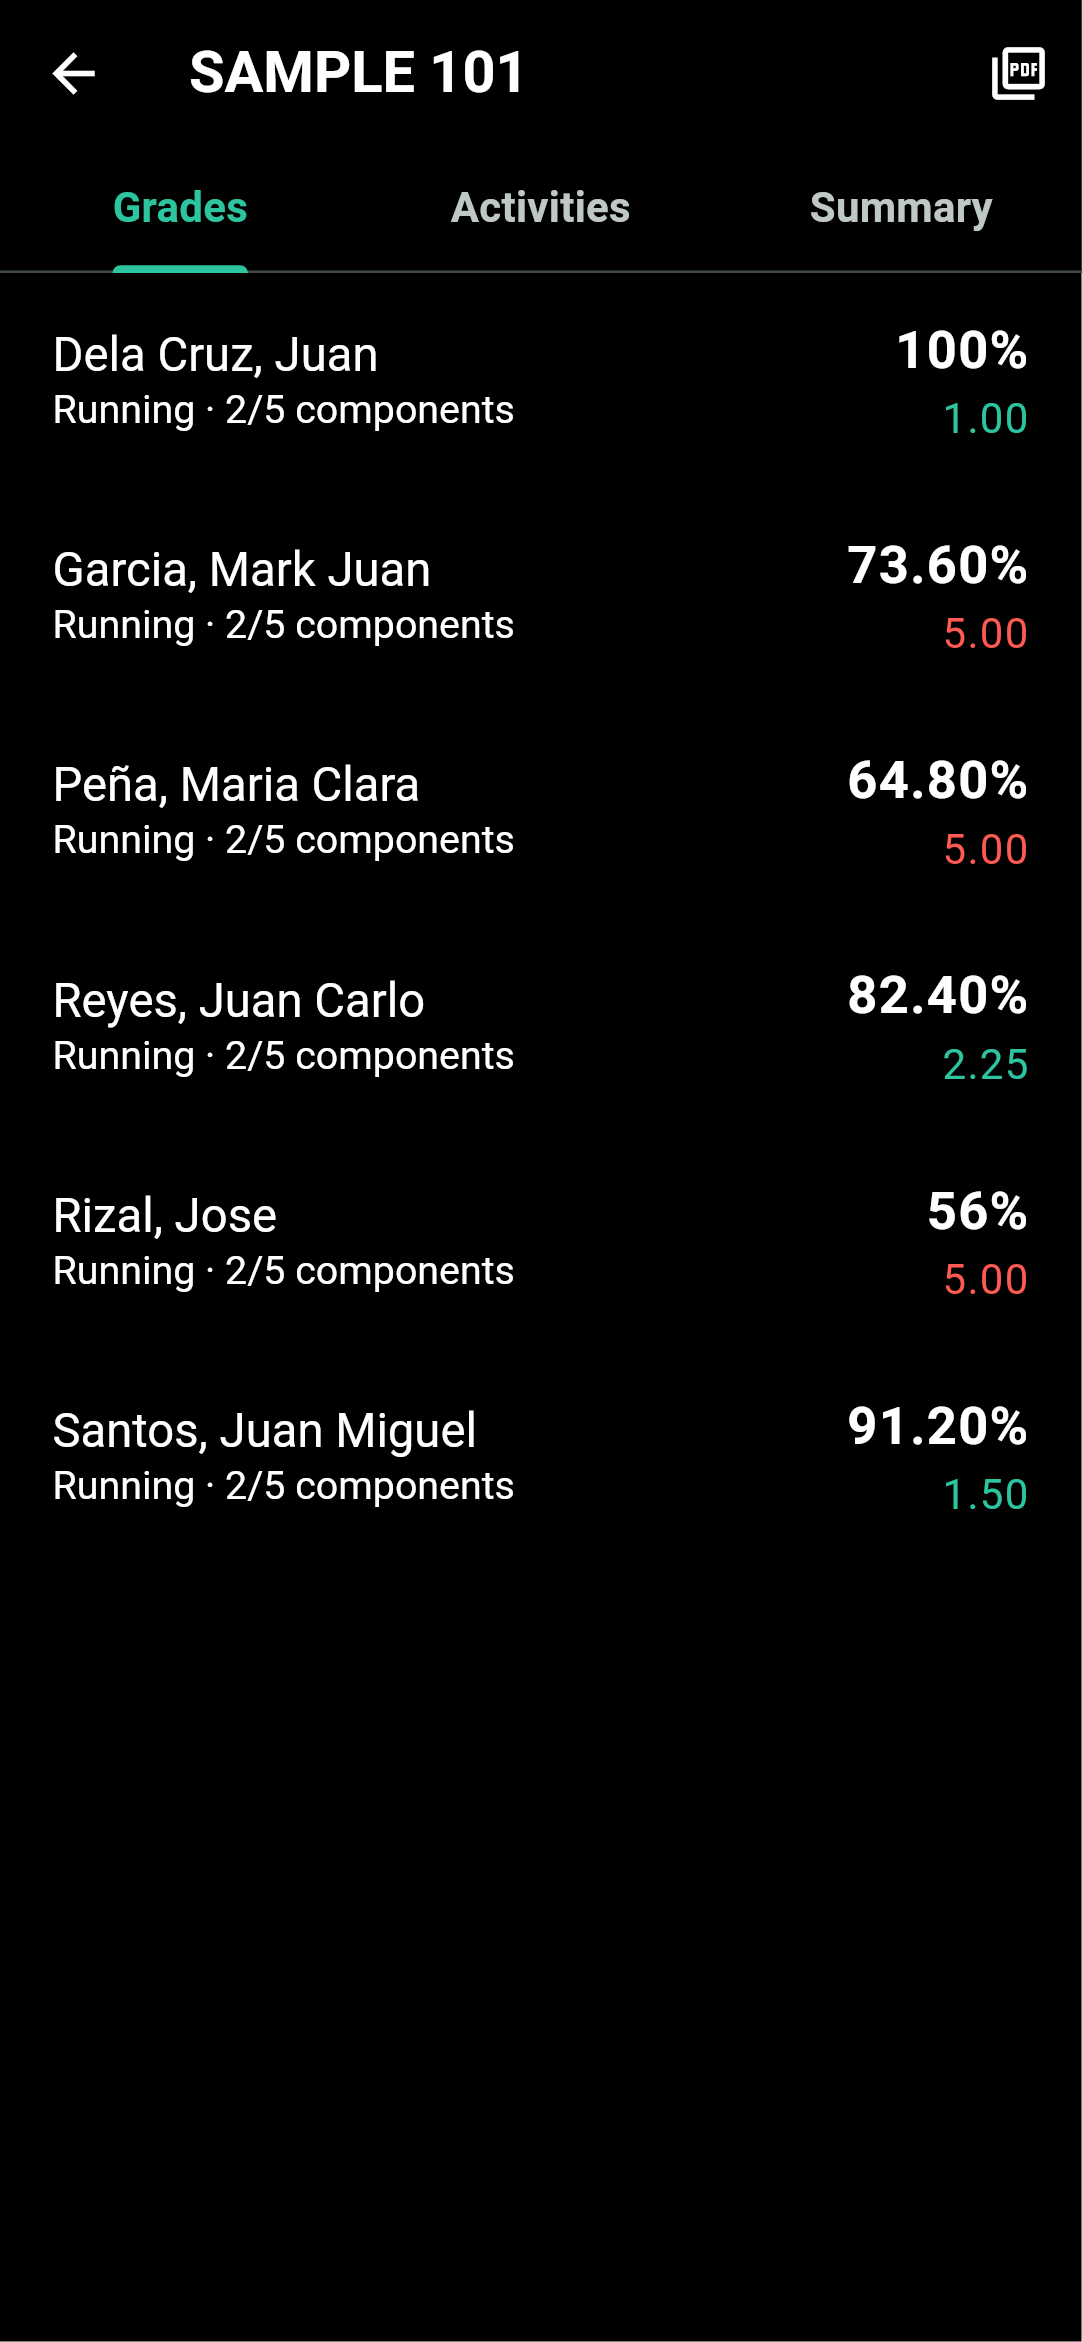 SAMPLE 101
PDF
Grades Activities Summary
Dela Cruz, Juan 100%
Running · 2/5 components 1.00
Garcia, Mark Juan 73.60%
Running · 2/5 components 5.00
Peña, Maria Clara 64.80%
Running · 2/5 components 5.00
Reyes, Juan Carlo 82.40%
Running · 2/5 components 2.25
Rizal, Jose 56%
Running · 2/5 components 5.00
Santos, Juan Miguel 91.20%
Running · 2/5 components 1.50